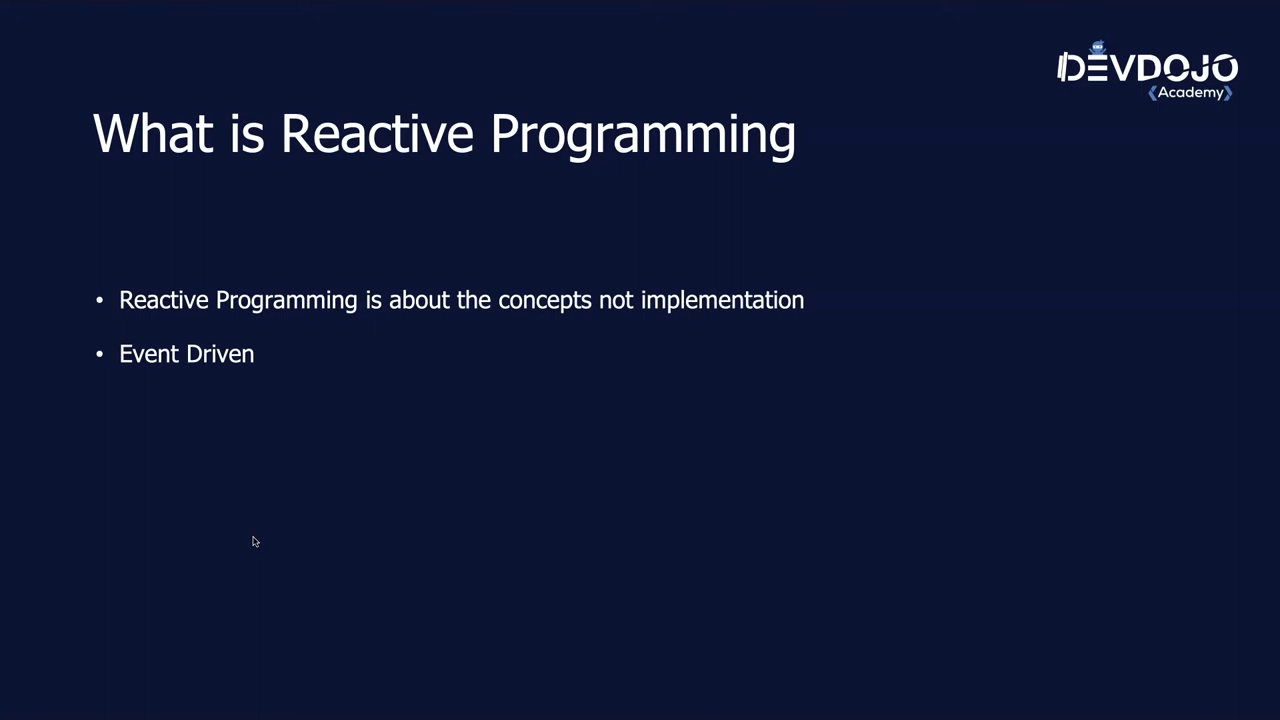 DEVDOJO
Academy
What is Reactive Programming
• Reactive Programming is about the concepts not implementation
• Event Driven